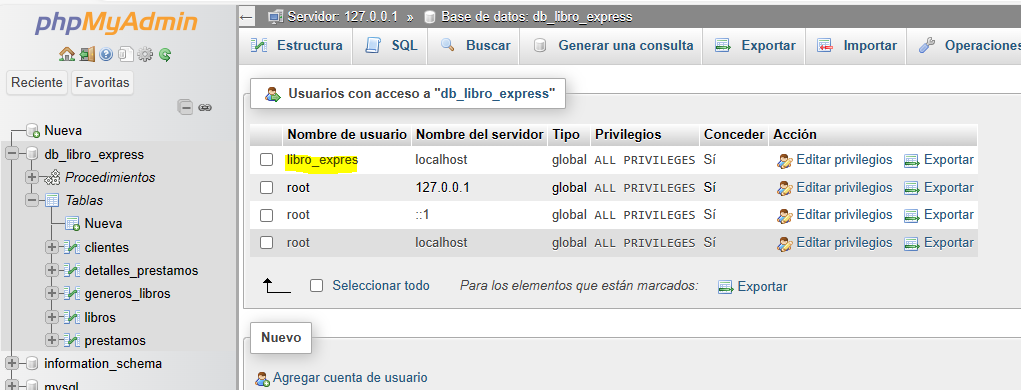 phpMyAdmin
Reciente Favoritas
Nueva
db_libro_express
Procedimientos
Tablas
Nueva
clientes
detalles_prestamos
generos_libros
libros
prestamos
information_schema
mysql
Servidor: 127.0.0.1 » Base de datos: db_libro_express
Estructura SQL Buscar Generar una consulta Exportar Importar Operaciones
Usuarios con acceso a "db_libro_express"
Nombre de usuario Nombre del servidor Tipo Privilegios Conceder Acción
libro_expres localhost global ALL PRIVILEGES Sí Editar privilegios Exportar
root 127.0.0.1 global ALL PRIVILEGES Sí Editar privilegios Exportar
root ::1 global ALL PRIVILEGES Sí Editar privilegios Exportar
root localhost global ALL PRIVILEGES Sí Editar privilegios Exportar
Seleccionar todo Para los elementos que están marcados: Exportar
Nuevo
Agregar cuenta de usuario